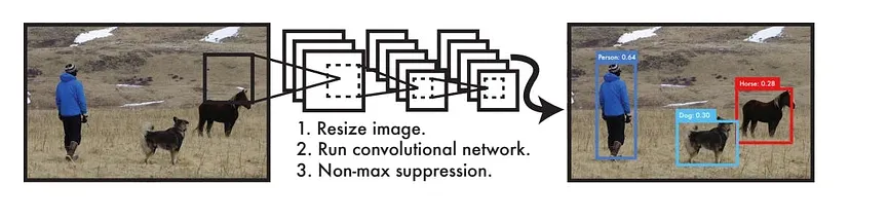 1. Resize image.
2. Run convolutional network.
3. Non-max suppression.
Person: 0.64
Horse: 0.28
Dog: 0.30